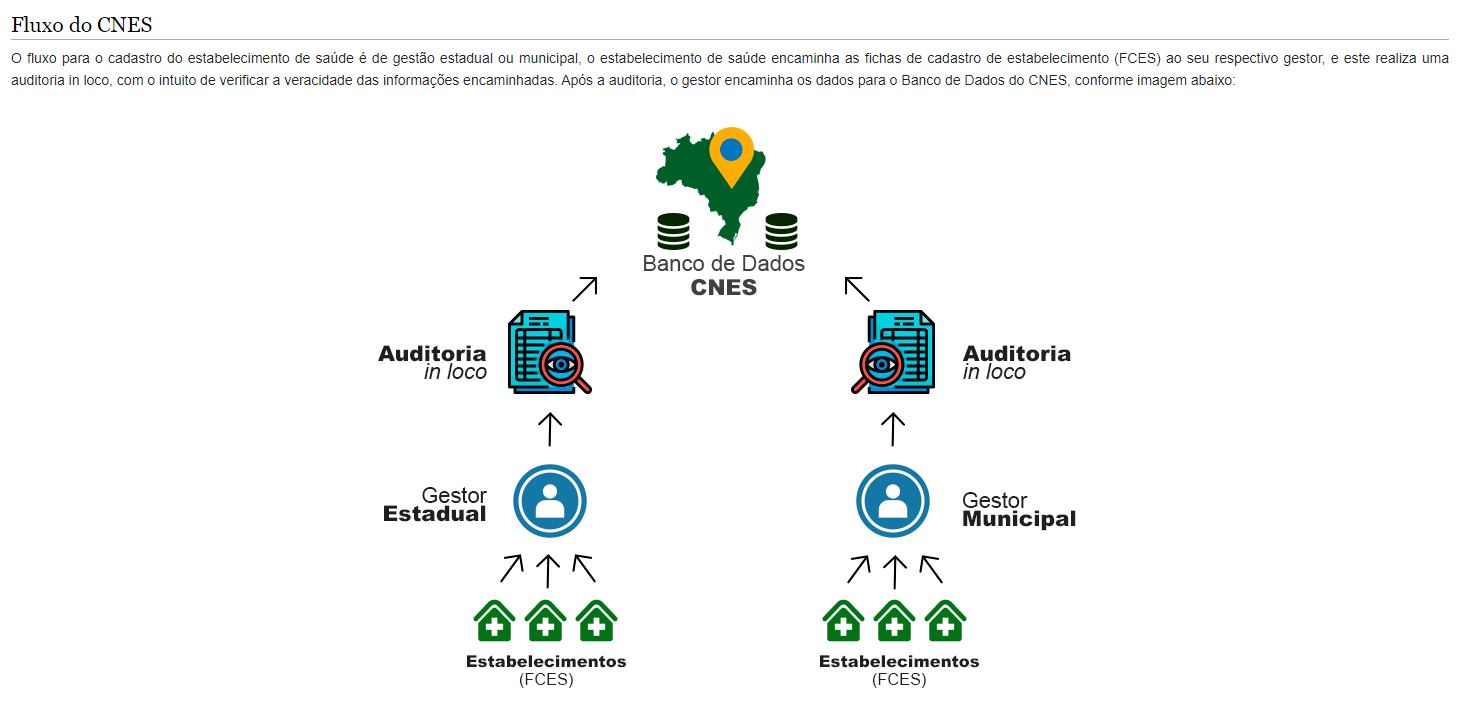 Fluxo do CNES
O fluxo para o cadastro do estabelecimento de saúde é de gestão estadual ou municipal, o estabelecimento de saúde encaminha as fichas de cadastro de estabelecimento (FCES) ao seu respectivo gestor, e este realiza uma
auditoria in loco, com o intuito de verificar a veracidade das informações encaminhadas. Após a auditoria, o gestor encaminha os dados para o Banco de Dados do CNES, conforme imagem abaixo:
Banco de Dados
CNES
Auditoria
in loco
Auditoria
in loco
Gestor
Estadual
Gestor
Municipal
Estabelecimentos
(FCES)
Estabelecimentos
(FCES)